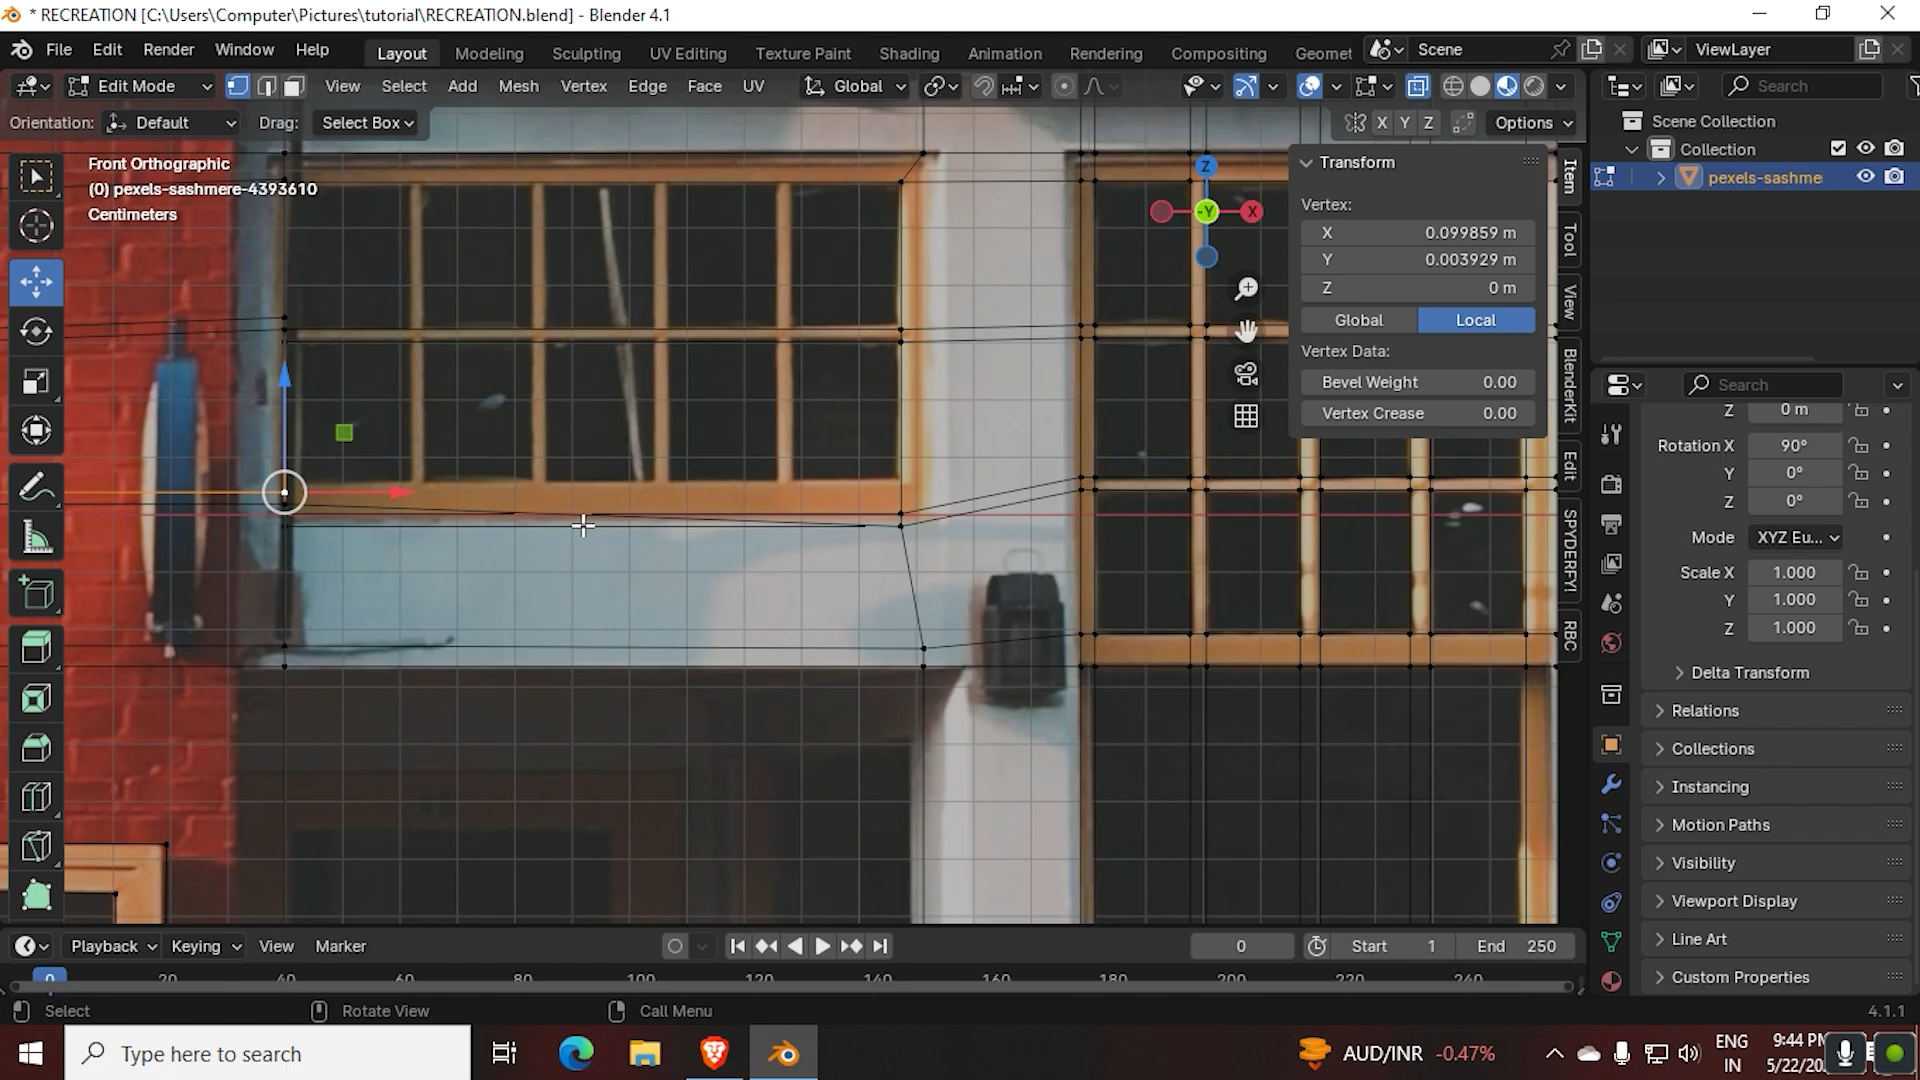 * RECREATION [C:\Users\Computer\Pictures\tutorial\RECREATION.blend] - Blender 4.1
File Edit Render Window Help Layout Modeling Sculpting UV Editing Texture Paint Shading Animation Rendering Compositing Geomet Scene ViewLayer
Edit Mode View Select Add Mesh Vertex Edge Face UV Global Search
Orientation: Default Drag: Select Box X Y Z Options Scene Collection
Front Orthographic
(0) pexels-sashmere-4393610
Centimeters
Z
-Y X
Transform
Vertex:
X 0.099859 m
Y 0.003929 m
Z 0 m
Global Local
Vertex Data:
Bevel Weight 0.00
Vertex Crease 0.00
Item
Tool
View
BlenderKit
Edit
SPYDERFY!
RBC
Collection
pexels-sashme
Search
Z 0 m
Rotation X 90°
Y 0°
Z 0°
Mode XYZ Eu...
Scale X 1.000
Y 1.000
Z 1.000
Delta Transform
Relations
Collections
Instancing
Motion Paths
Visibility
Viewport Display
Line Art
Custom Properties
Playback Keying View Marker 0 Start 1 End 250
0 20 40 60 80 100 120 140 160 180 200 220 240
Select Rotate View Call Menu 4.1.1
Type here to search AUD/INR -0.47% ENG
IN
9:44 PM
5/22/20